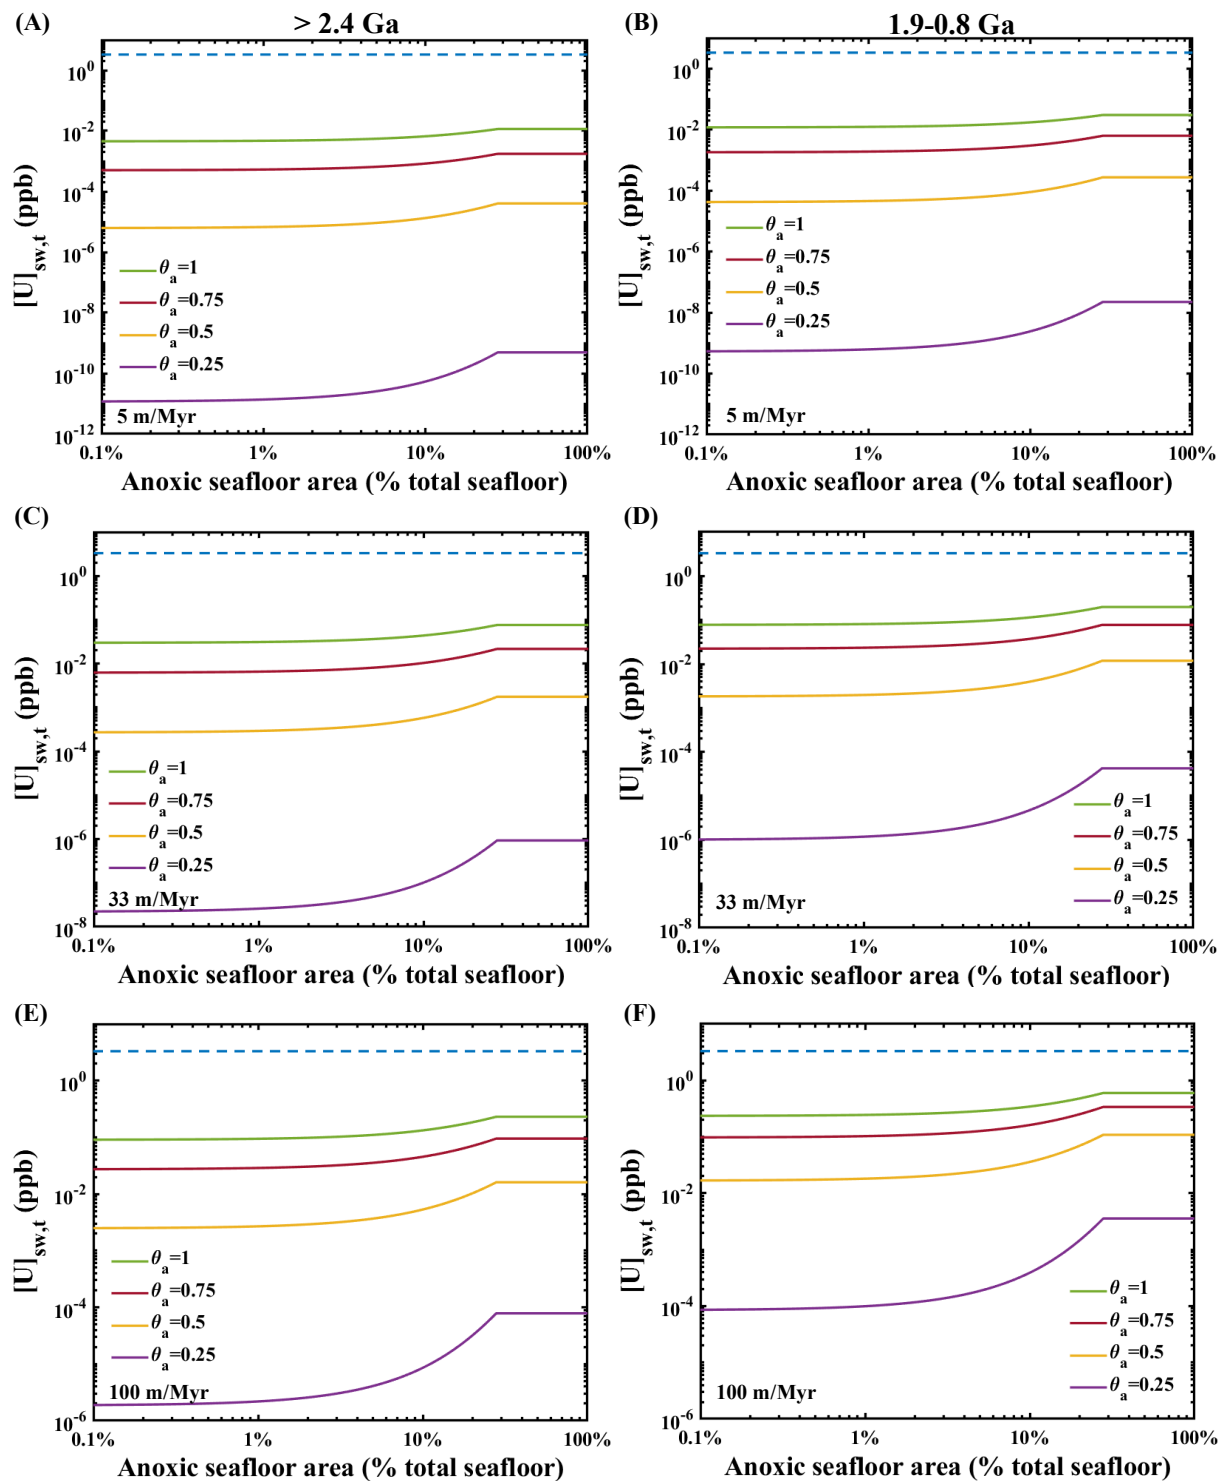 (A)
> 2.4 Ga
(B)
1.9-0.8 Ga
[U]sw,t (ppb)
10^0
10^-2
10^-4
10^-6
10^-8
10^-10
10^-12
θa=1
θa=0.75
θa=0.5
θa=0.25
5 m/Myr
0.1%
1%
10%
100%
Anoxic seafloor area (% total seafloor)
[U]sw,t (ppb)
10^0
10^-2
10^-4
10^-6
10^-8
10^-10
10^-12
θa=1
θa=0.75
θa=0.5
θa=0.25
5 m/Myr
0.1%
1%
10%
100%
Anoxic seafloor area (% total seafloor)
(C)
[U]sw,t (ppb)
10^0
10^-2
10^-4
10^-6
10^-8
θa=1
θa=0.75
θa=0.5
θa=0.25
33 m/Myr
0.1%
1%
10%
100%
Anoxic seafloor area (% total seafloor)
(D)
[U]sw,t (ppb)
10^0
10^-2
10^-4
10^-6
10^-8
θa=1
θa=0.75
θa=0.5
θa=0.25
33 m/Myr
0.1%
1%
10%
100%
Anoxic seafloor area (% total seafloor)
(E)
[U]sw,t (ppb)
10^0
10^-2
10^-4
10^-6
θa=1
θa=0.75
θa=0.5
θa=0.25
100 m/Myr
0.1%
1%
10%
100%
Anoxic seafloor area (% total seafloor)
(F)
[U]sw,t (ppb)
10^0
10^-2
10^-4
10^-6
θa=1
θa=0.75
θa=0.5
θa=0.25
100 m/Myr
0.1%
1%
10%
100%
Anoxic seafloor area (% total seafloor)